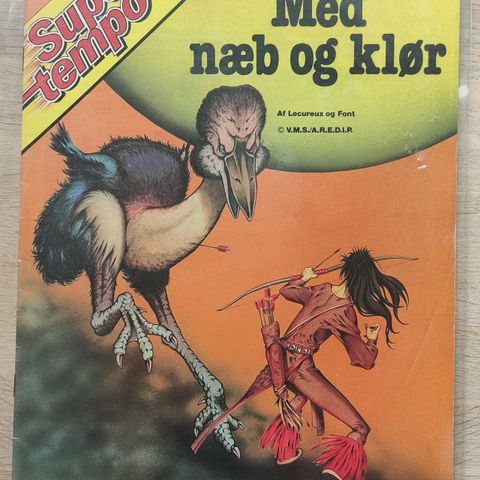 Super
tempo
Med
næb og klør
Af Lecureux og Font
© V.M.S./A.R.E.D.I.P.